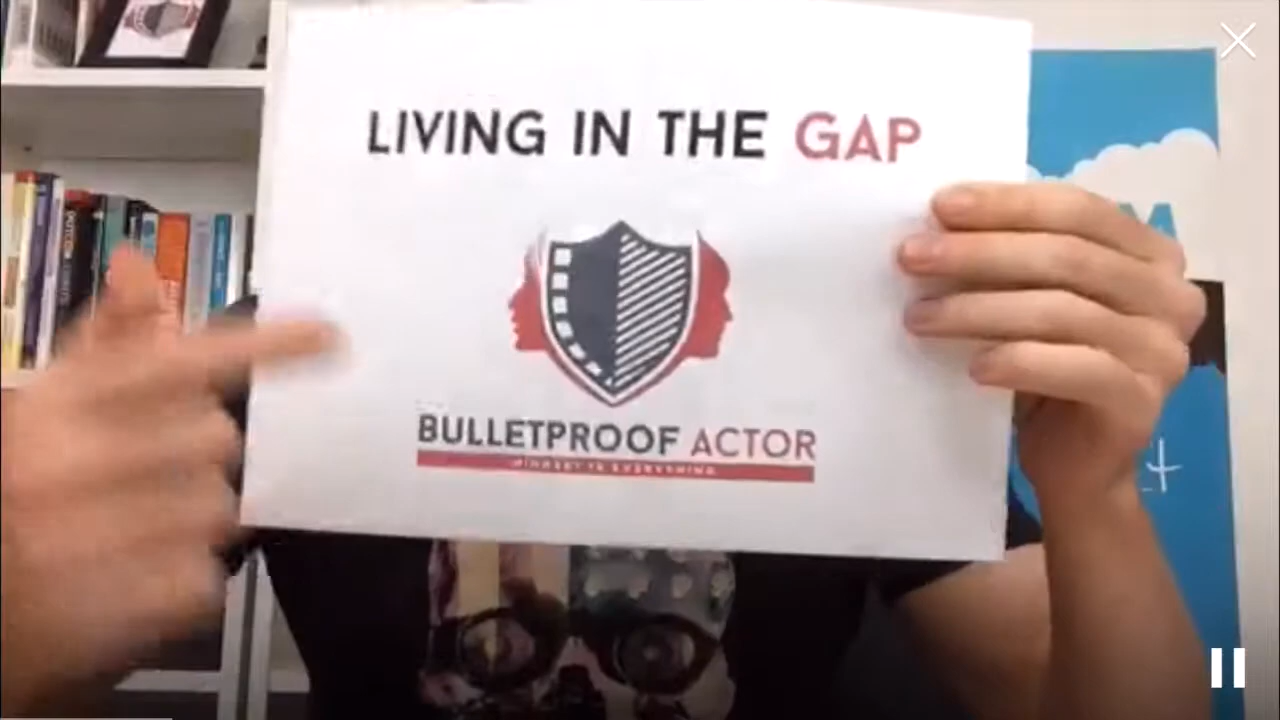 LIVING IN THE GAP
BULLETPROOF ACTOR
MINDSET IS EVERYTHING